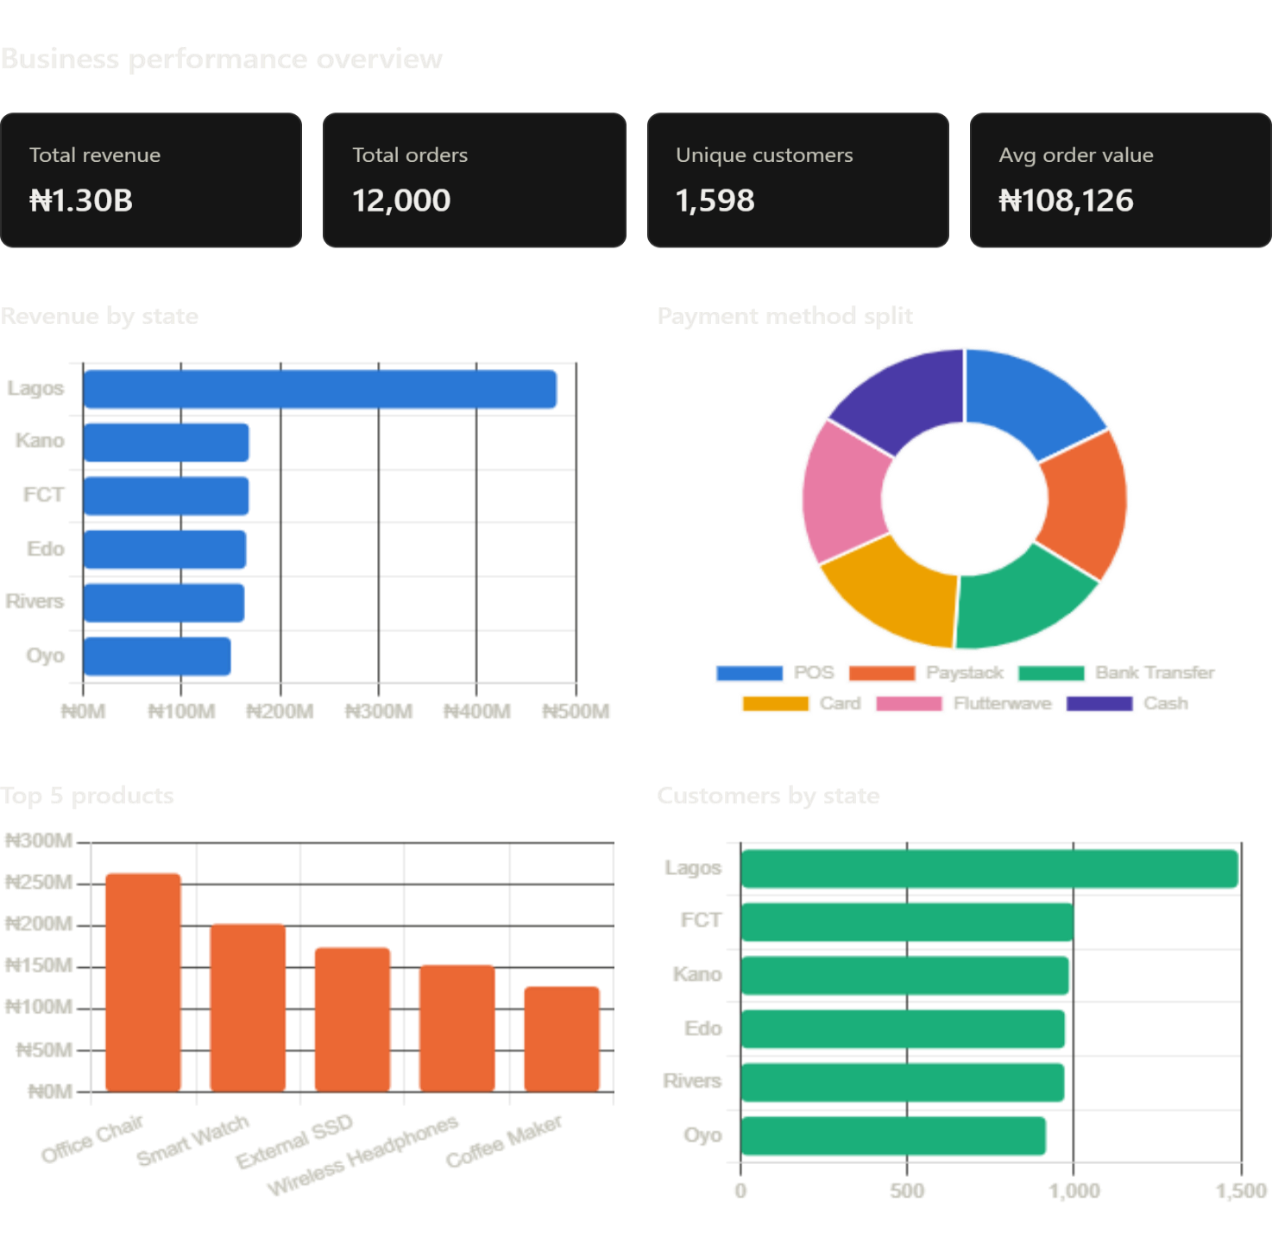 Business performance overview
Total revenue
₦1.30B
Total orders
12,000
Unique customers
1,598
Avg order value
₦108,126
Revenue by state
Lagos
Kano
FCT
Edo
Rivers
Oyo
₦0M ₦100M ₦200M ₦300M ₦400M ₦500M
Payment method split
POS Paystack Bank Transfer
Card Flutterwave Cash
Top 5 products
₦300M
₦250M
₦200M
₦150M
₦100M
₦50M
₦0M
Office Chair
Smart Watch
External SSD
Wireless Headphones
Coffee Maker
Customers by state
Lagos
FCT
Kano
Edo
Rivers
Oyo
0 500 1,000 1,500